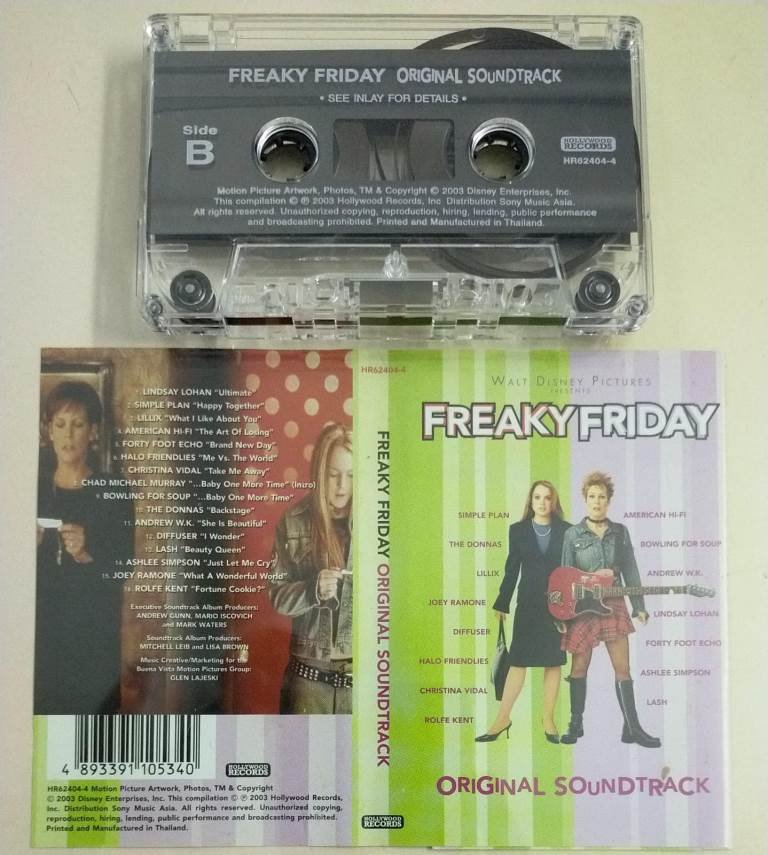 FREAKY FRIDAY ORIGINAL SOUNDTRACK
• SEE INLAY FOR DETAILS •
Side
B
HOLLYWOOD
RECORDS
HR62404-4
Motion Picture Artwork, Photos, TM & Copyright © 2003 Disney Enterprises, Inc.
This compilation © ℗ 2003 Hollywood Records, Inc Distribution Sony Music Asia.
All rights reserved. Unauthorized copying, reproduction, hiring, lending, public performance
and broadcasting prohibited. Printed and Manufactured in Thailand.
1. LINDSAY LOHAN "Ultimate"
2. SIMPLE PLAN "Happy Together"
3. LILLIX "What I Like About You"
4. AMERICAN HI-FI "The Art Of Losing"
5. FORTY FOOT ECHO "Brand New Day"
6. HALO FRIENDLIES "Me Vs. The World"
7. CHRISTINA VIDAL "Take Me Away"
8. CHAD MICHAEL MURRAY "...Baby One More Time" (Intro)
9. BOWLING FOR SOUP "...Baby One More Time"
10. THE DONNAS "Backstage"
11. ANDREW W.K. "She Is Beautiful"
12. DIFFUSER "I Wonder"
13. LASH "Beauty Queen"
14. ASHLEE SIMPSON "Just Let Me Cry"
15. JOEY RAMONE "What A Wonderful World"
16. ROLFE KENT "Fortune Cookie?"
Executive Soundtrack Album Producers:
ANDREW GUNN, MARIO ISCOVICH
and MARK WATERS
Soundtrack Album Producers:
MITCHELL LEIB and LISA BROWN
Music Creative/Marketing for the
Buena Vista Motion Pictures Group:
GLEN LAJESKI
4 893391 105340
HOLLYWOOD
RECORDS
HR62404-4 Motion Picture Artwork, Photos, TM & Copyright
© 2003 Disney Enterprises, Inc. This compilation © ℗ 2003 Hollywood Records,
Inc. Distribution Sony Music Asia. All rights reserved. Unauthorized copying,
reproduction, hiring, lending, public performance and broadcasting prohibited.
Printed and Manufactured in Thailand.
HR62404-4
FREAKY FRIDAY ORIGINAL SOUNDTRACK
HOLLYWOOD
RECORDS
WALT DISNEY PICTURES
PRESENTS
FREAKY FRIDAY
SIMPLE PLAN
THE DONNAS
LILLIX
JOEY RAMONE
DIFFUSER
HALO FRIENDLIES
CHRISTINA VIDAL
ROLFE KENT
AMERICAN HI-FI
BOWLING FOR SOUP
ANDREW W.K.
LINDSAY LOHAN
FORTY FOOT ECHO
ASHLEE SIMPSON
LASH
ORIGINAL SOUNDTRACK